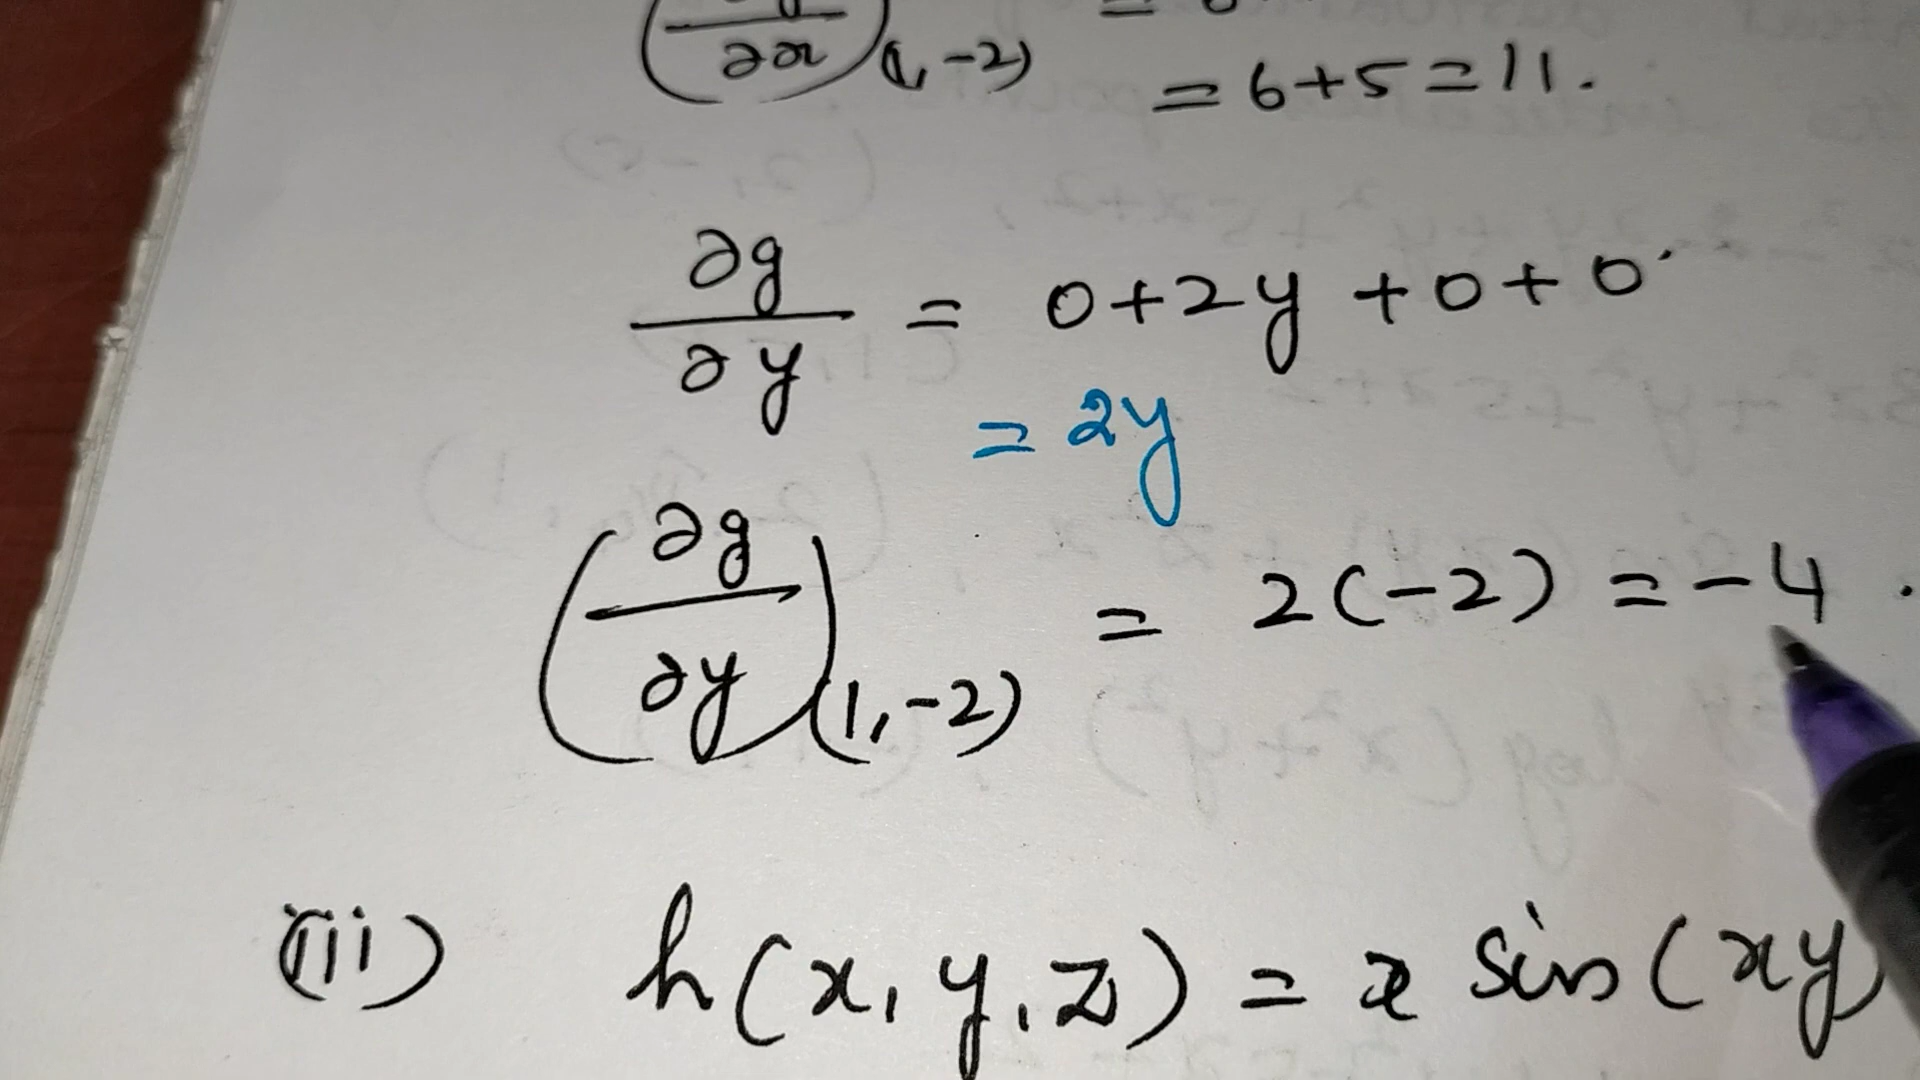 ∂x (1, -2)
= 6+5=11.
∂g/∂y = 0+2y+0+0.
= 2y
(∂g/∂y)(1,-2) = 2(-2) = -4.
(iii) h(x, y, z) = x sin(xy)